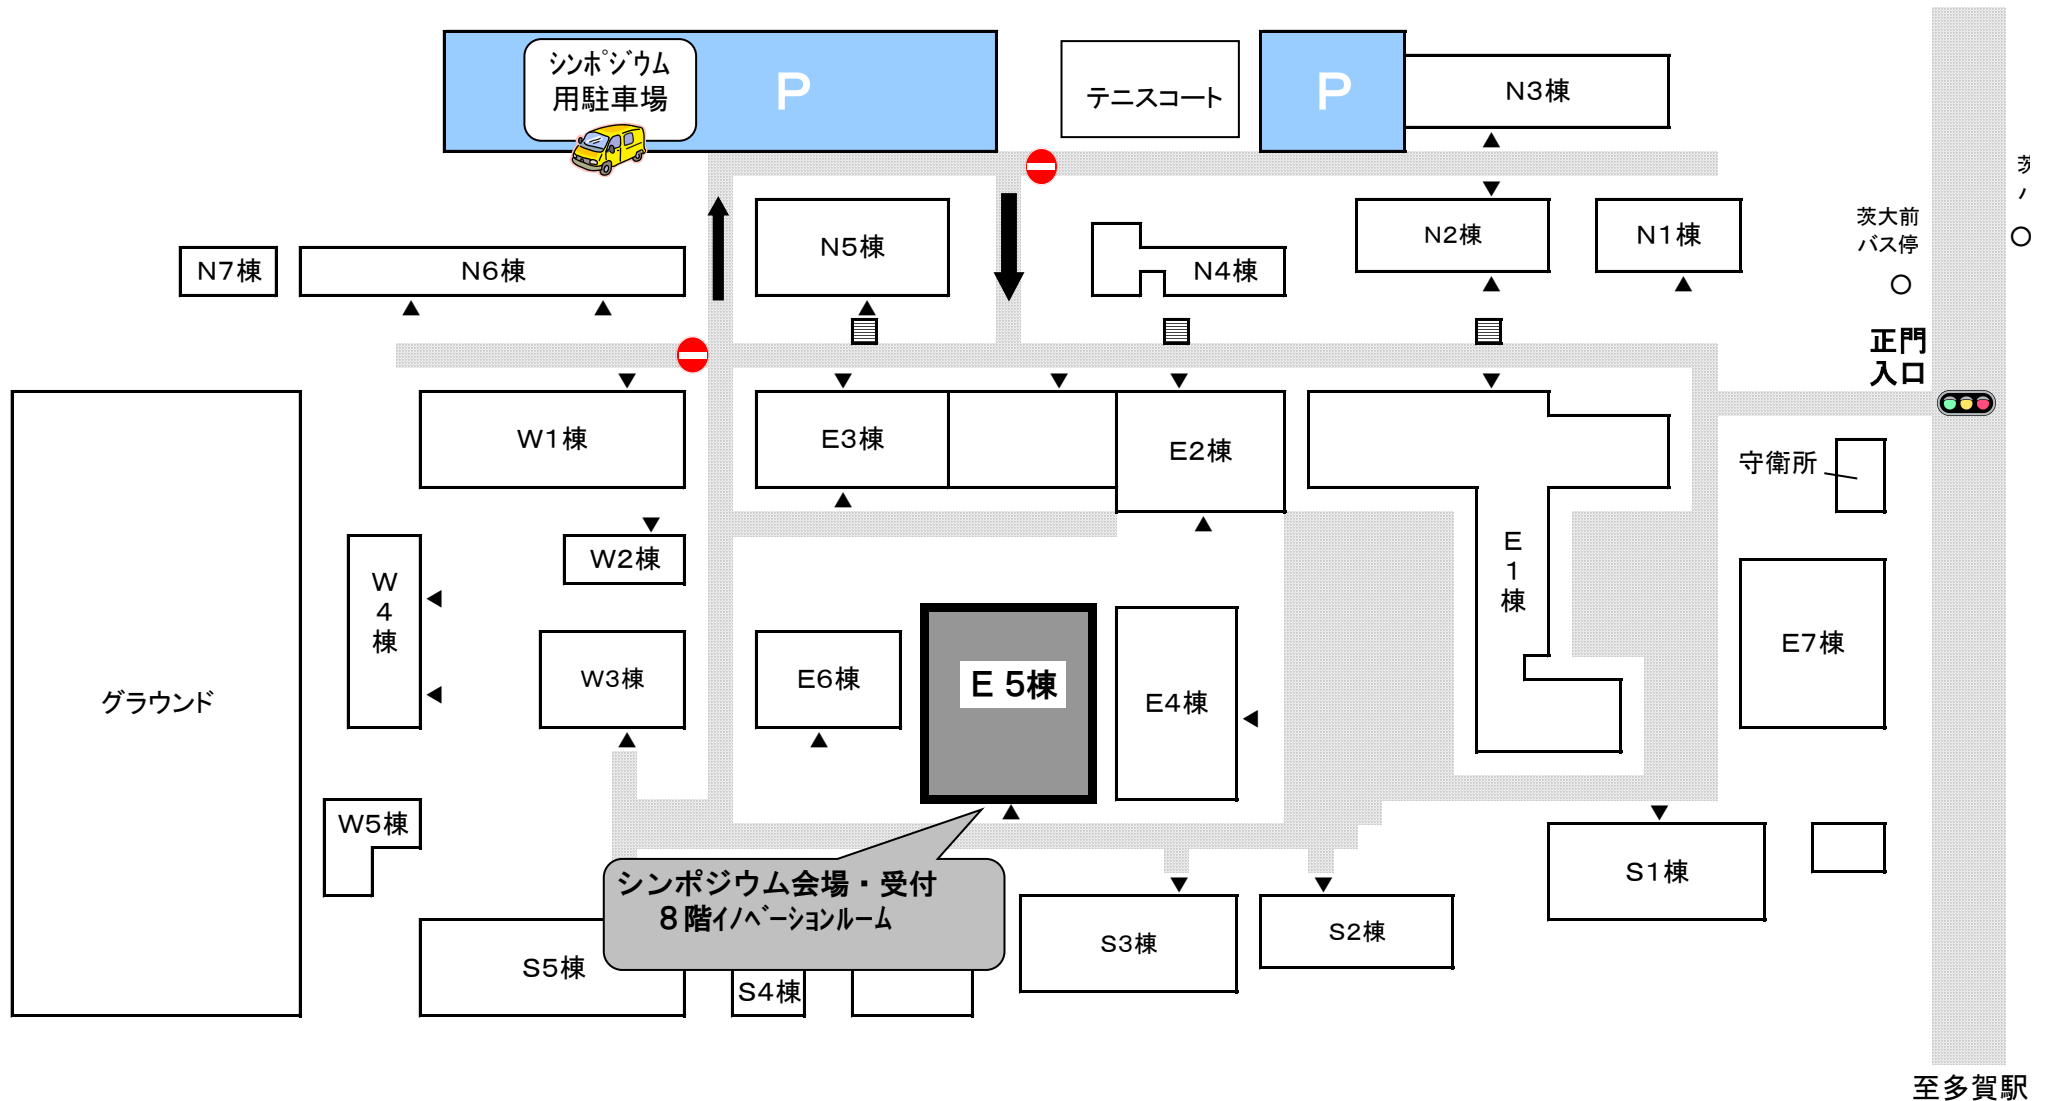 シンポジウム
用駐車場
P
テニスコート
P
N3棟
茨大前
バス停
N7棟
N6棟
N5棟
N4棟
N2棟
N1棟
正門
入口
W1棟
E3棟
E2棟
守衛所
W2棟
W4棟
E1棟
E7棟
グラウンド
W3棟
E6棟
E 5棟
E4棟
W5棟
シンポジウム会場・受付
8階イノベーションルーム
S1棟
S5棟
S4棟
S3棟
S2棟
至多賀駅